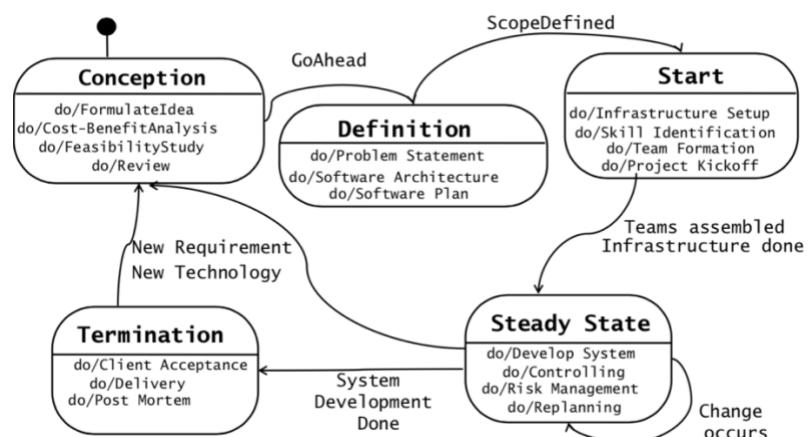 ScopeDefined
GoAhead
Conception
do/FormulateIdea
do/Cost-BenefitAnalysis
do/FeasibilityStudy
do/Review
Definition
do/Problem Statement
do/Software Architecture
do/Software Plan
Start
do/Infrastructure Setup
do/Skill Identification
do/Team Formation
do/Project Kickoff
Teams assembled
Infrastructure done
New Requirement
New Technology
Termination
do/Client Acceptance
do/Delivery
do/Post Mortem
System
Development
Done
Steady State
do/Develop System
do/Controlling
do/Risk Management
do/Replanning
Change
occurs